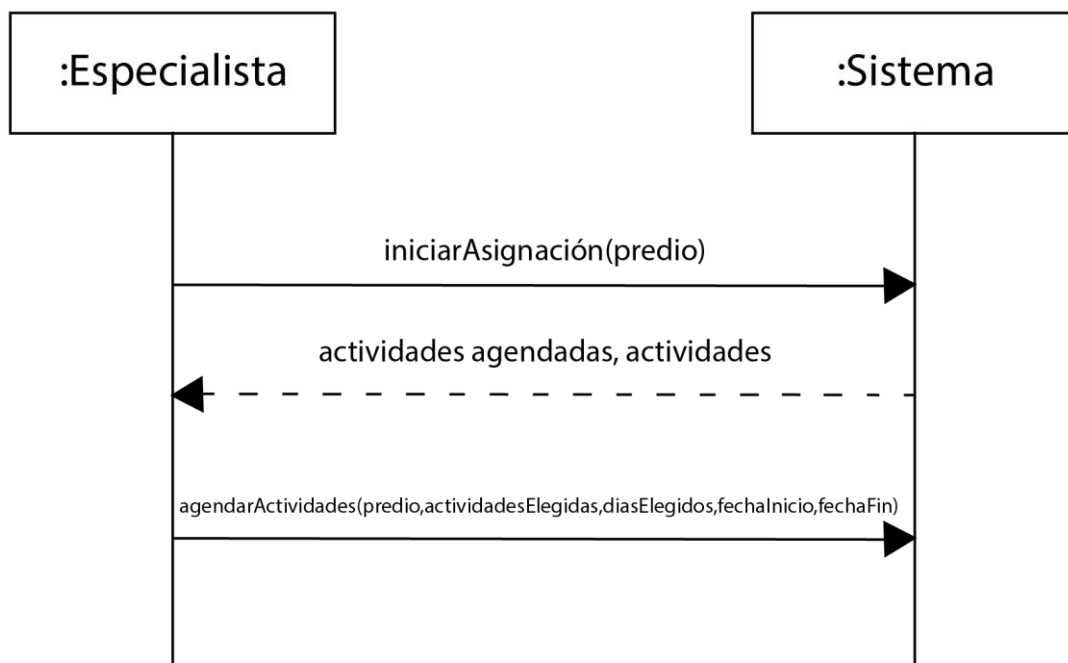 :Especialista
:Sistema
iniciarAsignación(predio)
actividades agendadas, actividades
agendarActividades(predio,actividadesElegidas,diasElegidos,fechaInicio,fechaFin)